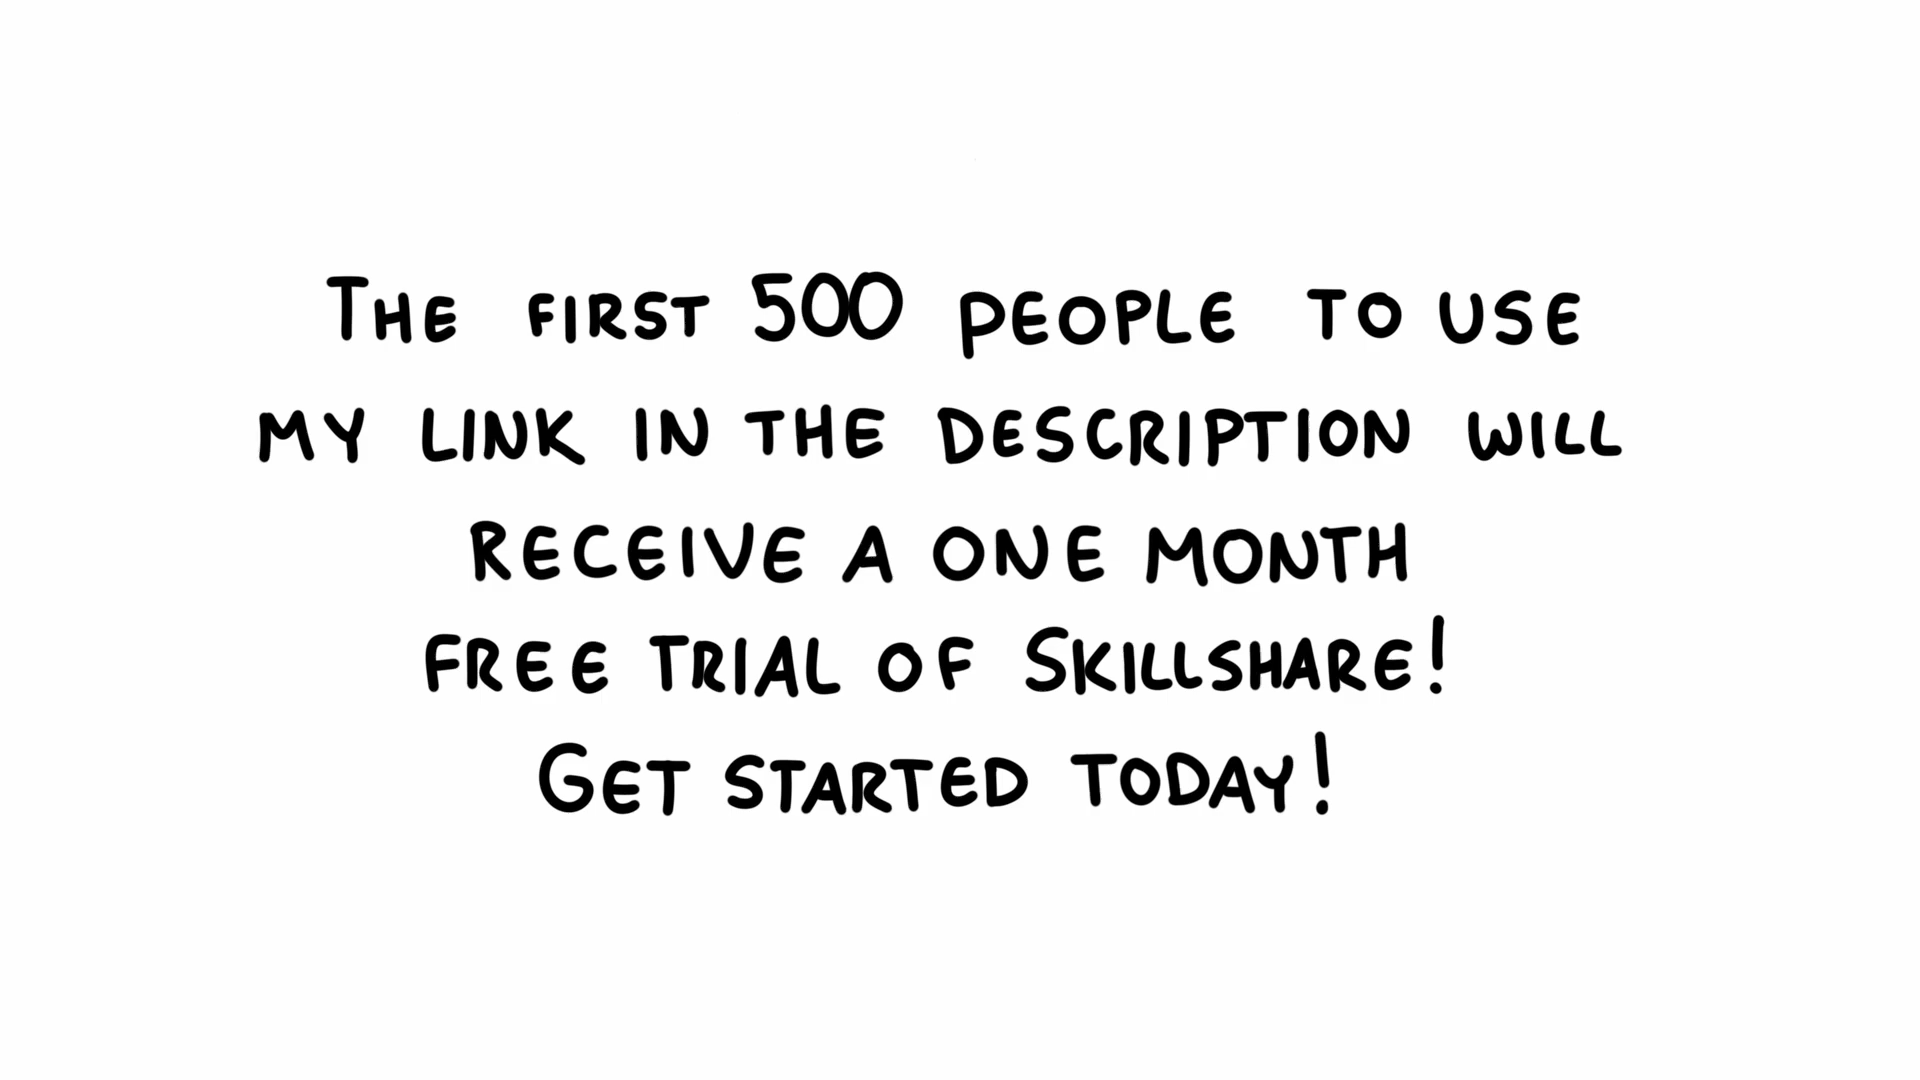 The first 500 people to use
my link in the description will
receive a one month
free trial of Skillshare!
Get started today!